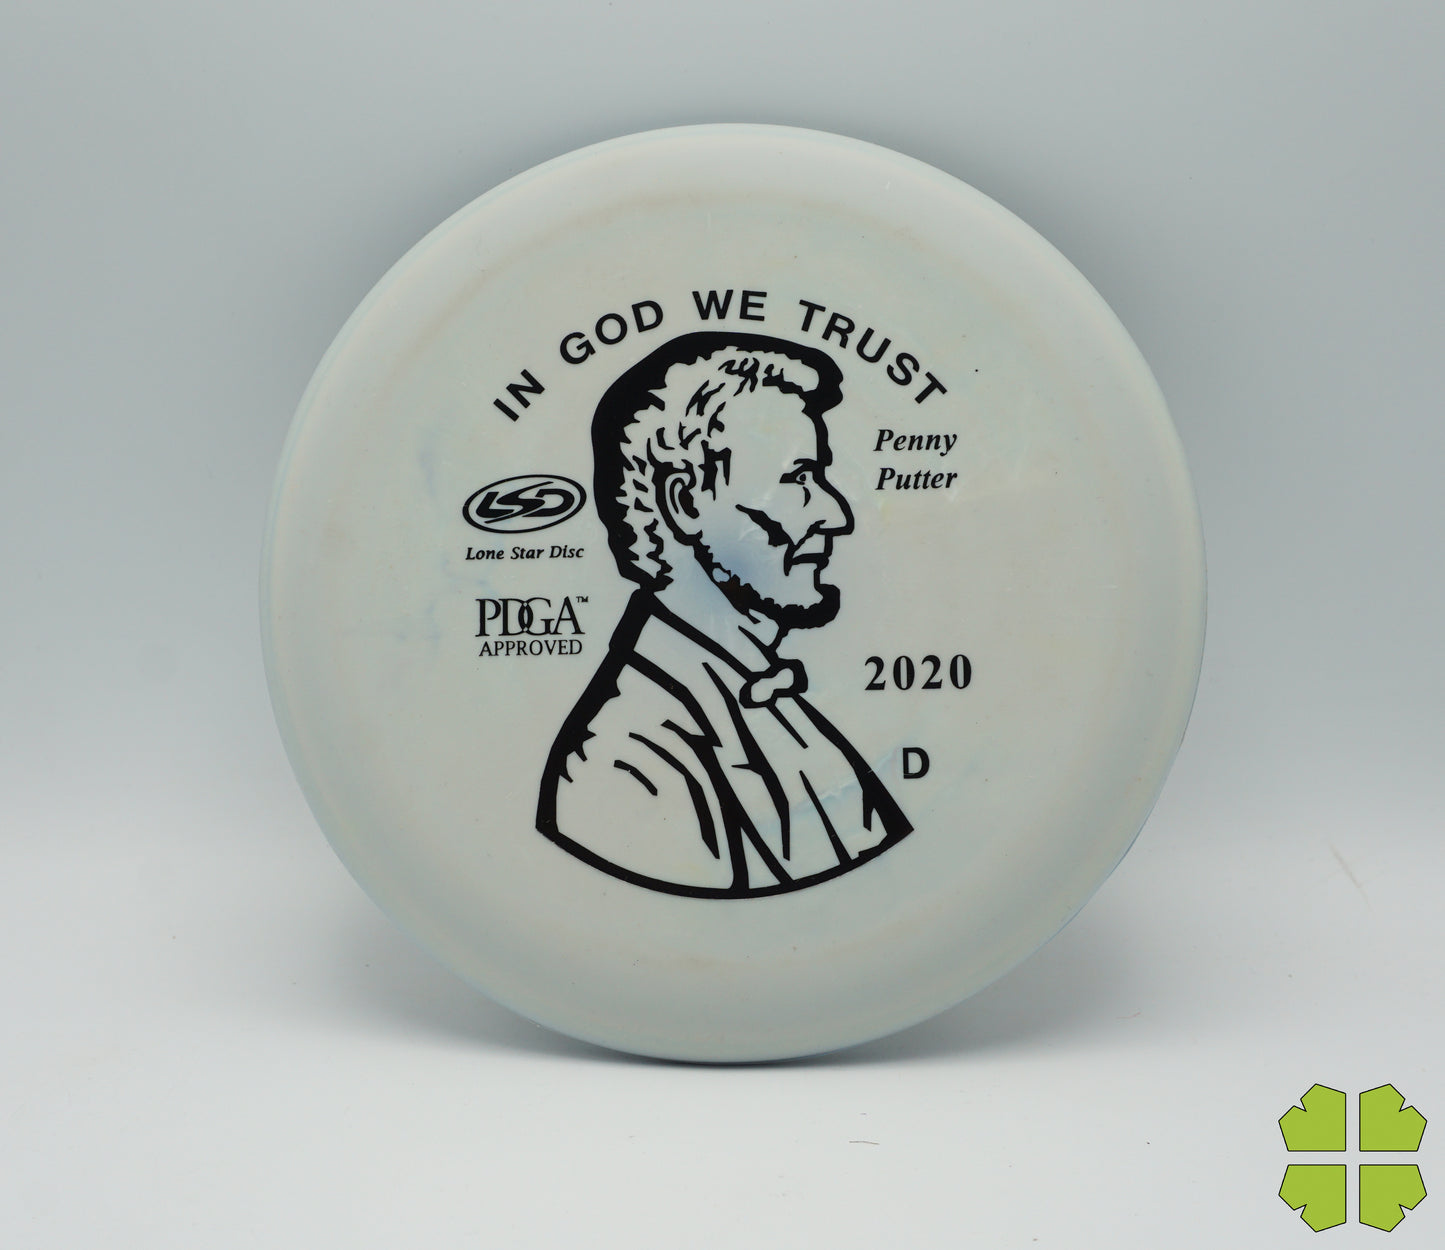 IN GOD WE TRUST
Penny
Putter
LSD
Lone Star Disc
PDGA™
APPROVED
2020
D